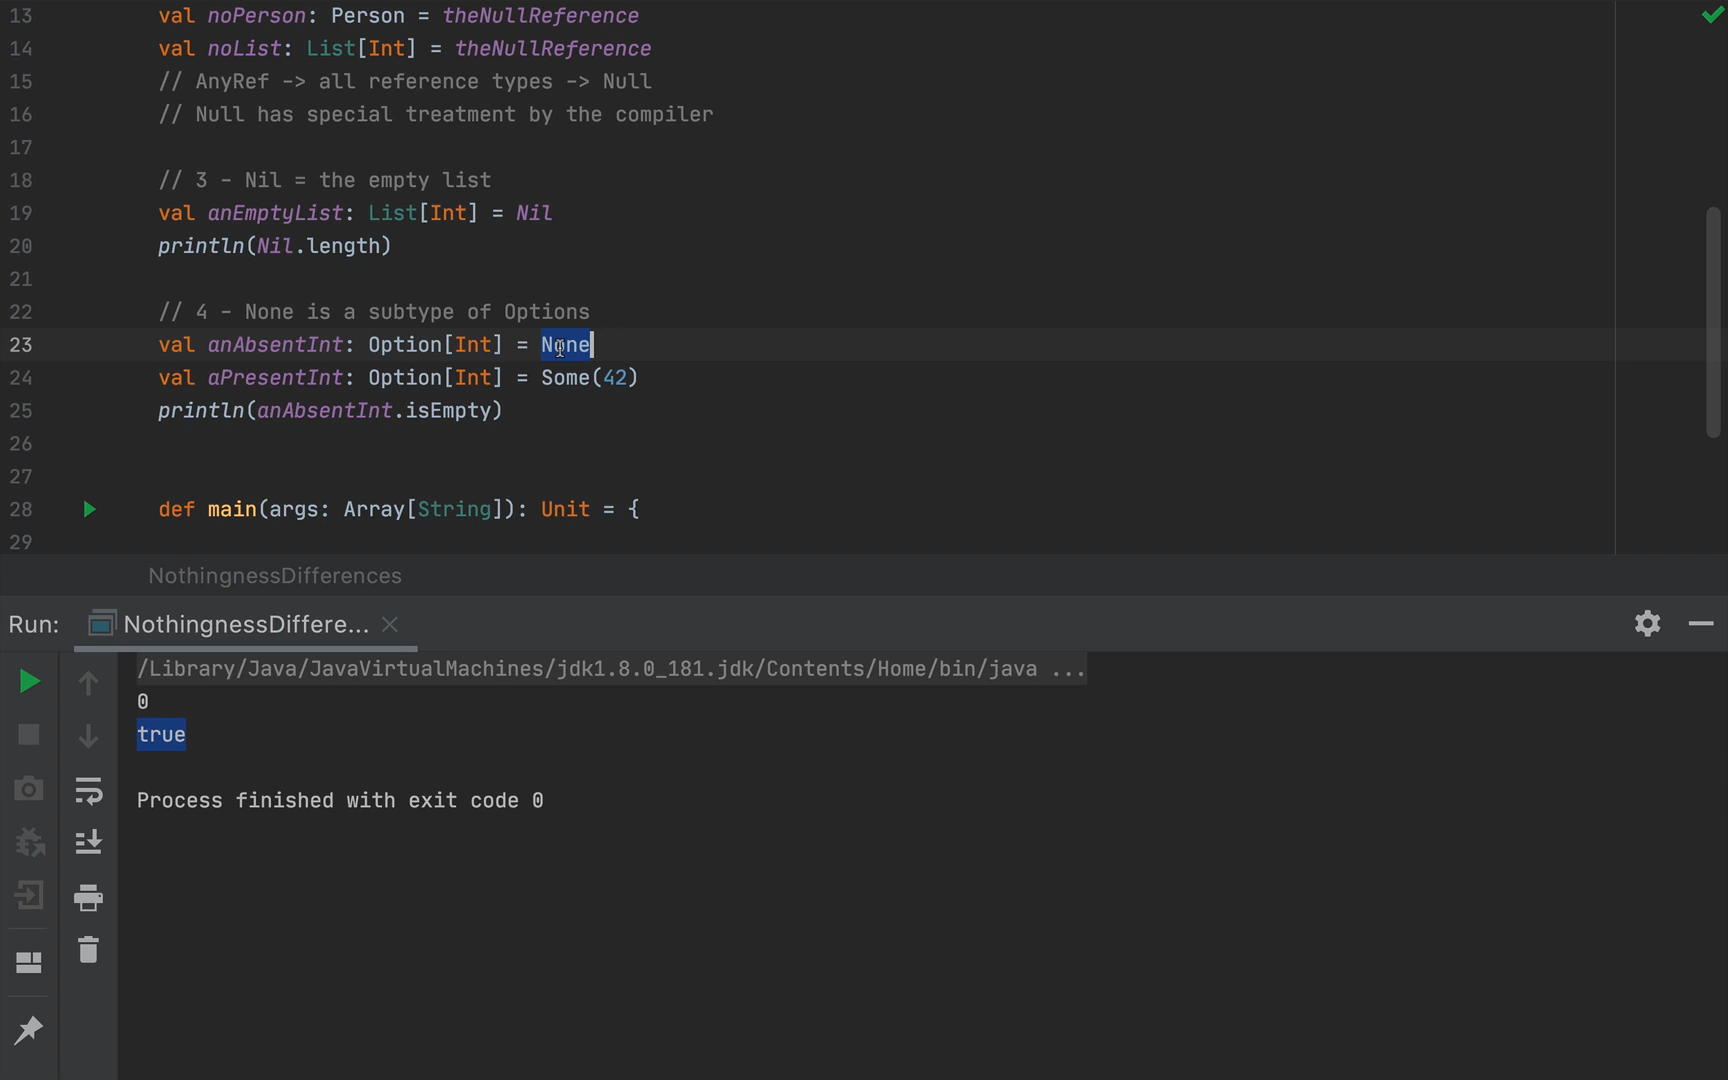 13 val noPerson: Person = theNullReference
14 val noList: List[Int] = theNullReference
15 // AnyRef -> all reference types -> Null
16 // Null has special treatment by the compiler
17
18 // 3 - Nil = the empty list
19 val anEmptyList: List[Int] = Nil
20 println(Nil.length)
21
22 // 4 - None is a subtype of Options
23 val anAbsentInt: Option[Int] = None
24 val aPresentInt: Option[Int] = Some(42)
25 println(anAbsentInt.isEmpty)
26
27
28 def main(args: Array[String]): Unit = {
29
NothingnessDifferences
Run: NothingnessDiffere...
/Library/Java/JavaVirtualMachines/jdk1.8.0_181.jdk/Contents/Home/bin/java ...
0
true
Process finished with exit code 0